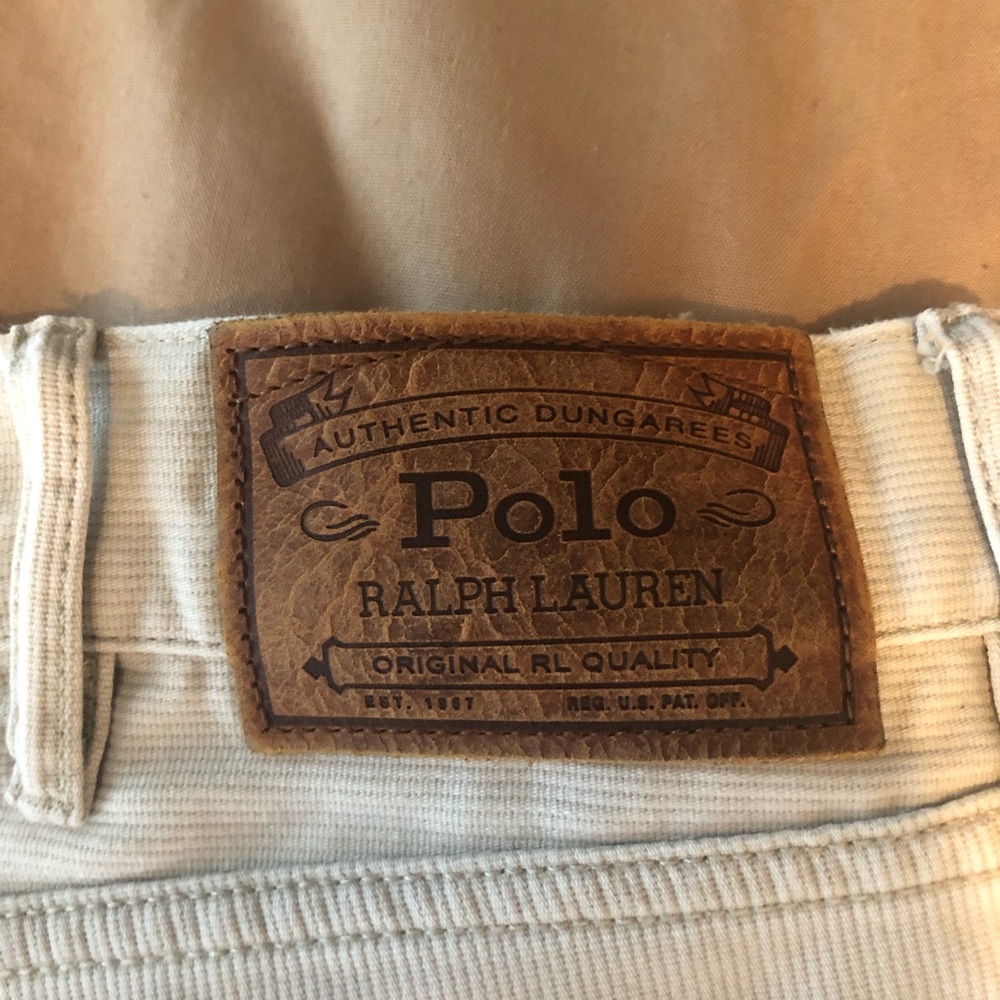 AUTHENTIC DUNGAREES
Polo
RALPH LAUREN
ORIGINAL RL QUALITY
EST. 1967 REG. U.S. PAT. OFF.